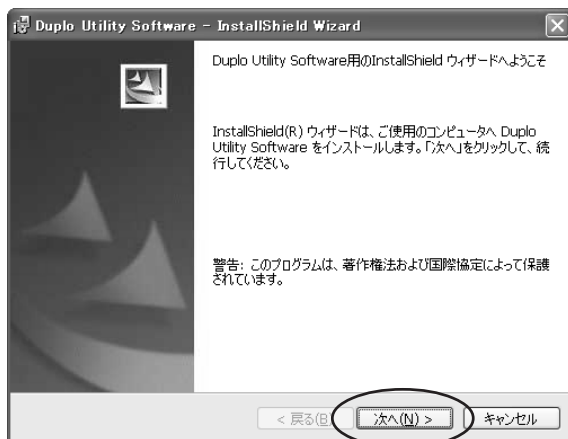 Duplo Utility Software - InstallShield Wizard
Duplo Utility Software用のInstallShield ウィザードへようこそ
InstallShield(R) ウィザードは、ご使用のコンピュータへ Duplo
Utility Software をインストールします。「次へ」をクリックして、続
行してください。
警告: このプログラムは、著作権法および国際協定によって保護
されています。
< 戻る(B)
次へ(N) >
キャンセル